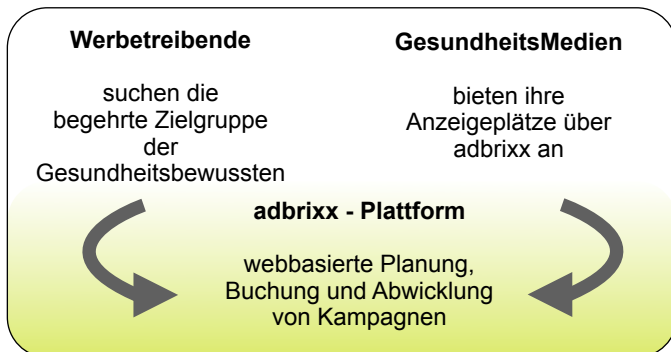 Werbetreibende
suchen die
begehrte Zielgruppe
der
Gesundheitsbewussten
GesundheitsMedien
bieten ihre
Anzeigeplätze über
adbrixx an
adbrixx - Plattform
webbasierte Planung,
Buchung und Abwicklung
von Kampagnen